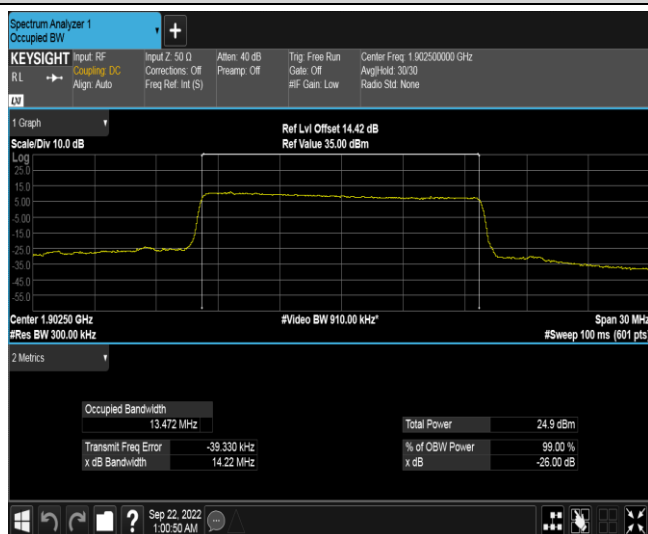 Spectrum Analyzer 1
Occupied BW
+
KEYSIGHT
RL
LXI
Input: RF
Coupling: DC
Align: Auto
Input Z: 50 Ω
Corrections: Off
Freq Ref: Int (S)
Atten: 40 dB
Preamp: Off
Trig: Free Run
Gate: Off
#IF Gain: Low
Center Freq: 1.902500000 GHz
Avg|Hold: 30/30
Radio Std: None
1 Graph
Scale/Div 10.0 dB
Ref Lvl Offset 14.42 dB
Ref Value 35.00 dBm
Log
25.0
15.0
5.00
-5.00
-15.0
-25.0
-35.0
-45.0
-55.0
Center 1.90250 GHz
#Res BW 300.00 kHz
#Video BW 910.00 kHz*
Span 30 MHz
#Sweep 100 ms (601 pts)
2 Metrics
Occupied Bandwidth
13.472 MHz
Transmit Freq Error -39.330 kHz
x dB Bandwidth 14.22 MHz
Total Power 24.9 dBm
% of OBW Power 99.00 %
x dB -26.00 dB
?
Sep 22, 2022
1:00:50 AM